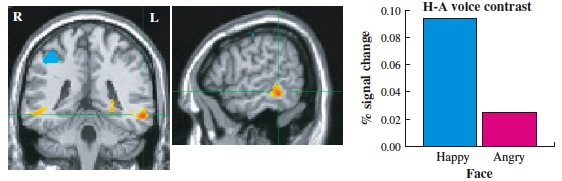 R
L
H-A voice contrast
% signal change
0.10
0.08
0.06
0.04
0.02
0.00
Happy
Angry
Face